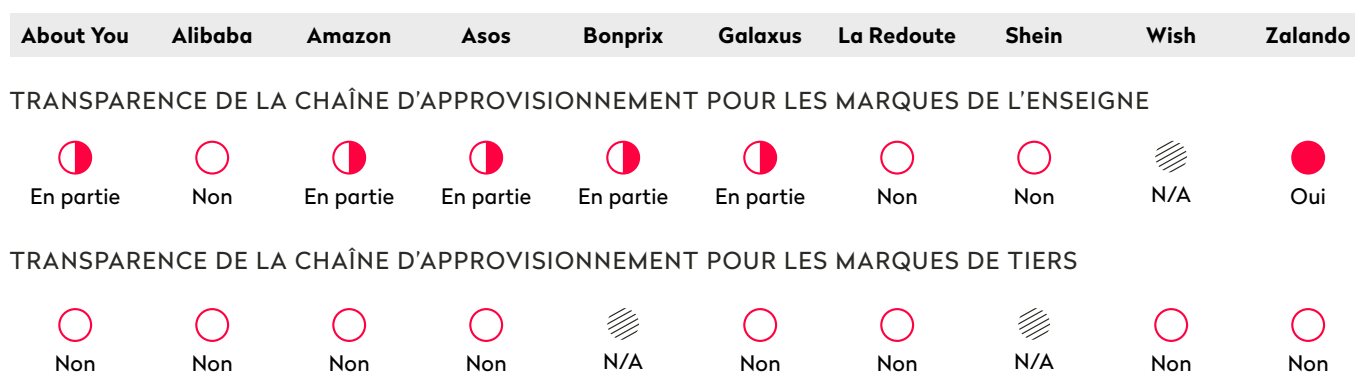 About You Alibaba Amazon Asos Bonprix Galaxus La Redoute Shein Wish Zalando
TRANSPARENCE DE LA CHAÎNE D'APPROVISIONNEMENT POUR LES MARQUES DE L'ENSEIGNE
En partie Non En partie En partie En partie En partie Non Non N/A Oui
TRANSPARENCE DE LA CHAÎNE D'APPROVISIONNEMENT POUR LES MARQUES DE TIERS
Non Non Non Non N/A Non Non N/A Non Non